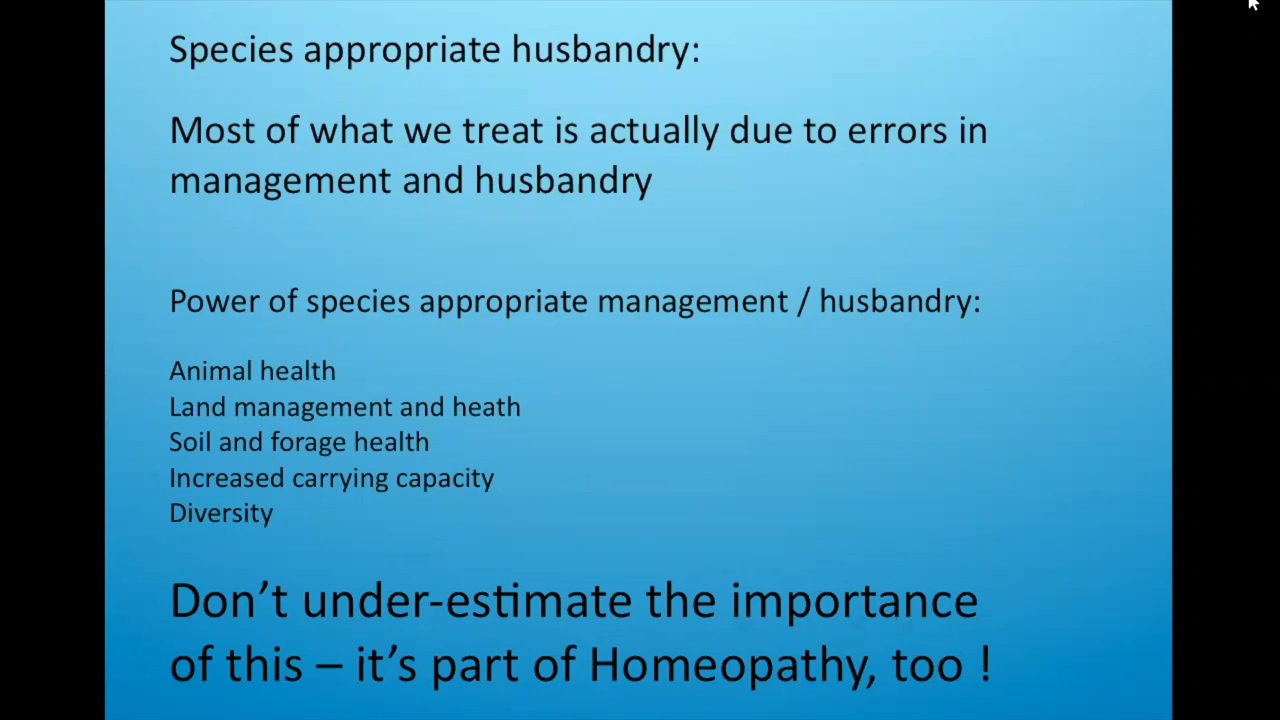 Species appropriate husbandry:
Most of what we treat is actually due to errors in
management and husbandry
Power of species appropriate management / husbandry:
Animal health
Land management and heath
Soil and forage health
Increased carrying capacity
Diversity
Don’t under-estimate the importance
of this – it’s part of Homeopathy, too !